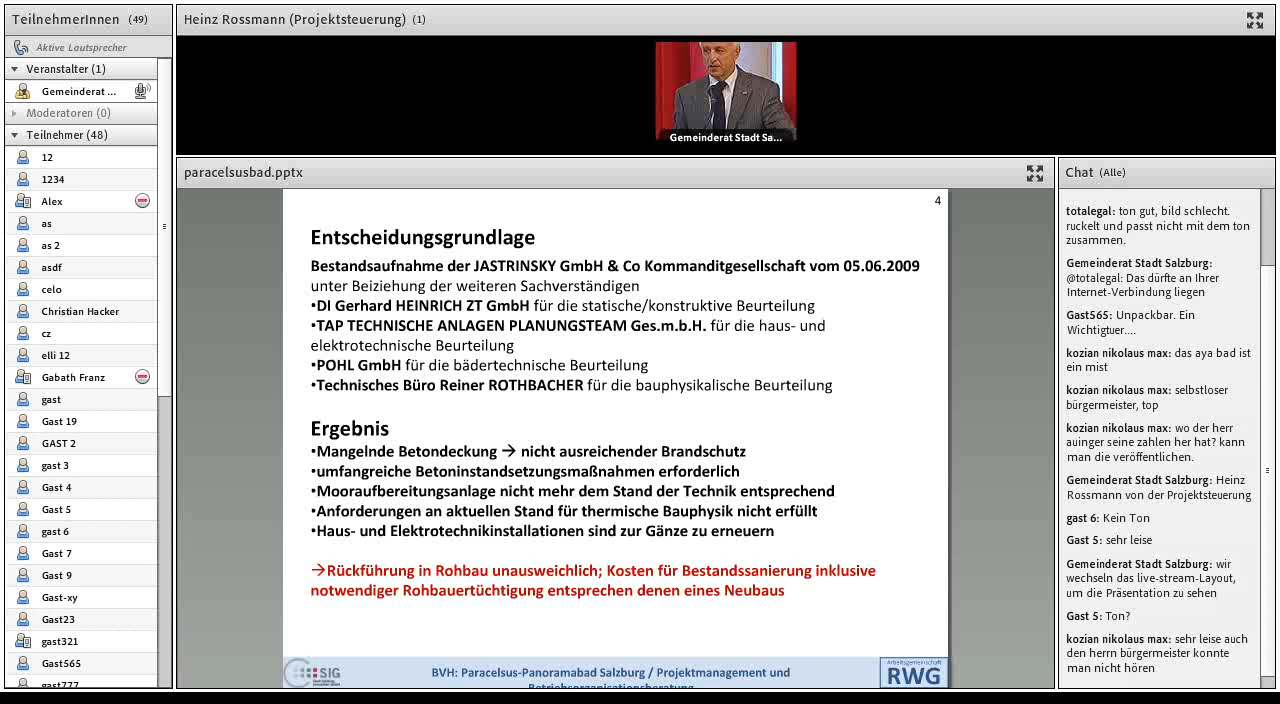 TeilnehmerInnen (49)
Aktive Lautsprecher
Veranstalter (1)
Gemeinderat ...
Moderatoren (0)
Teilnehmer (48)
12
1234
Alex
as
as 2
asdf
celo
Christian Hacker
cz
elli 12
Gabath Franz
gast
Gast 19
GAST 2
gast 3
Gast 4
Gast 5
gast 6
Gast 7
Gast 9
Gast-xy
Gast23
gast321
Gast565
gast777
Heinz Rossmann (Projektsteuerung) (1)
Gemeinderat Stadt Sa...
paracelsusbad.pptx
4
Entscheidungsgrundlage
Bestandsaufnahme der JASTRINSKY GmbH & Co Kommanditgesellschaft vom 05.06.2009
unter Beiziehung der weiteren Sachverständigen
•DI Gerhard HEINRICH ZT GmbH für die statische/konstruktive Beurteilung
•TAP TECHNISCHE ANLAGEN PLANUNGSTEAM Ges.m.b.H. für die haus- und
elektrotechnische Beurteilung
•POHL GmbH für die bädertechnische Beurteilung
•Technisches Büro Reiner ROTHBACHER für die bauphysikalische Beurteilung
Ergebnis
•Mangelnde Betondeckung → nicht ausreichender Brandschutz
•umfangreiche Betoninstandsetzungsmaßnahmen erforderlich
•Mooraufbereitungsanlage nicht mehr dem Stand der Technik entsprechend
•Anforderungen an aktuellen Stand für thermische Bauphysik nicht erfüllt
•Haus- und Elektrotechnikinstallationen sind zur Gänze zu erneuern
→Rückführung in Rohbau unausweichlich; Kosten für Bestandssanierung inklusive
notwendiger Rohbauertüchtigung entsprechen denen eines Neubaus
SIG
BVH: Paracelsus-Panoramabad Salzburg / Projektmanagement und
Betriebsorganisationsberatung
Arbeitsgemeinschaft
RWG
Chat (Alle)
totalegal: ton gut, bild schlecht.
ruckelt und passt nicht mit dem ton
zusammen.
Gemeinderat Stadt Salzburg:
@totalegal: Das dürfte an Ihrer
Internet-Verbindung liegen
Gast565: Unpackbar. Ein
Wichtigtuer....
kozian nikolaus max: das aya bad ist
ein mist
kozian nikolaus max: selbstloser
bürgermeister, top
kozian nikolaus max: wo der herr
auinger seine zahlen her hat? kann
man die veröffentlichen.
Gemeinderat Stadt Salzburg: Heinz
Rossmann von der Projektsteuerung
gast 6: Kein Ton
Gast 5: sehr leise
Gemeinderat Stadt Salzburg: wir
wechseln das live-stream-Layout,
um die Präsentation zu sehen
Gast 5: Ton?
kozian nikolaus max: sehr leise auch
den herrn bürgermeister konnte
man nicht hören